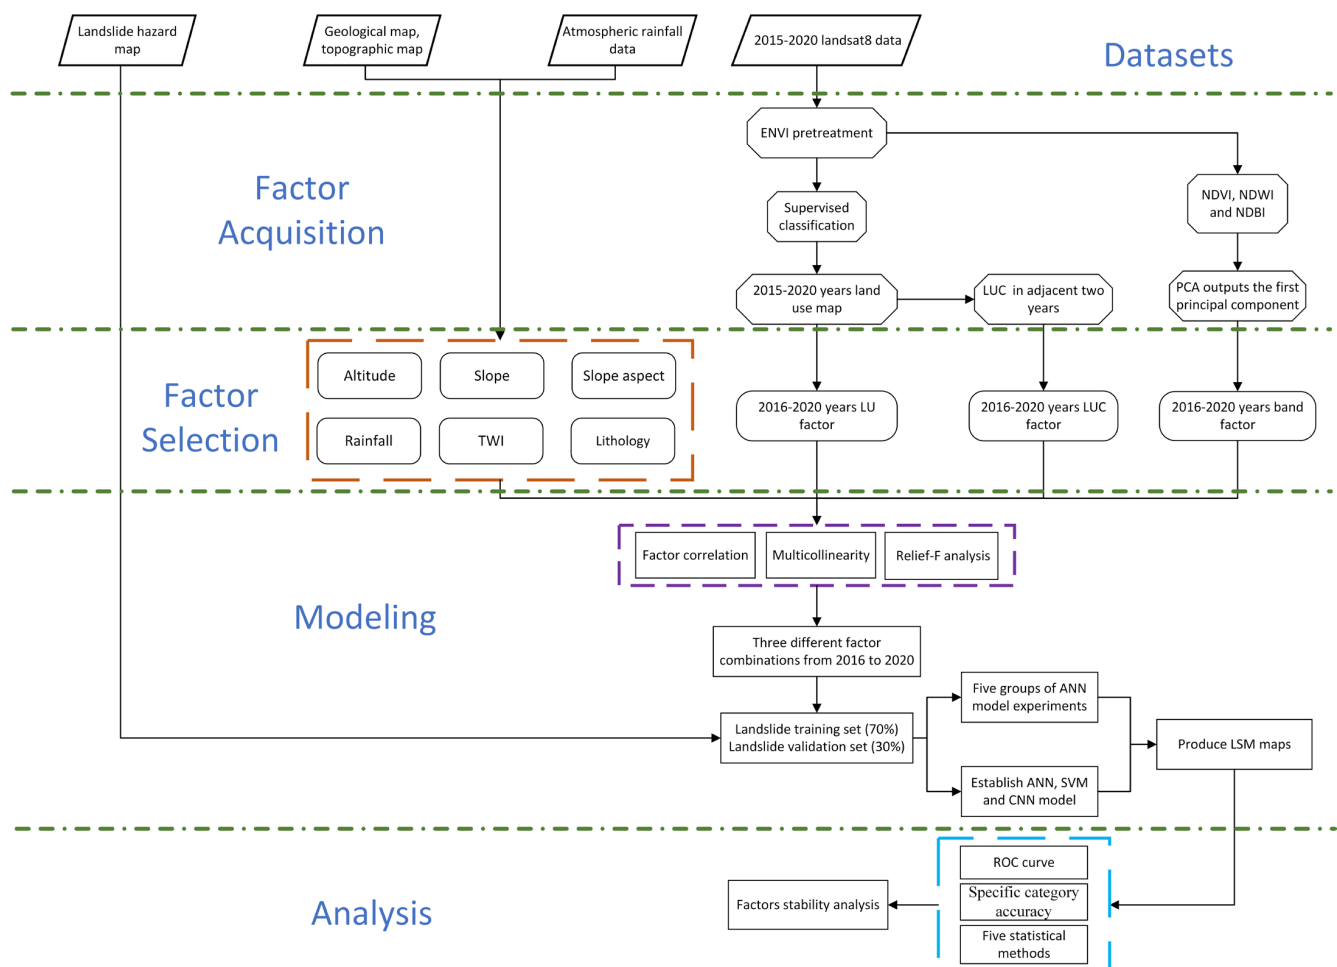 Landslide hazard
map
Geological map,
topographic map
Atmospheric rainfall
data
2015-2020 landsat8 data
Datasets
ENVI pretreatment
Factor
Acquisition
Supervised
classification
NDVI, NDWI
and NDBI
2015-2020 years land
use map
LUC in adjacent two
years
PCA outputs the first
principal component
Factor
Selection
Altitude
Slope
Slope aspect
Rainfall
TWI
Lithology
2016-2020 years LU
factor
2016-2020 years LUC
factor
2016-2020 years band
factor
Modeling
Factor correlation
Multicollinearity
Relief-F analysis
Three different factor
combinations from 2016 to 2020
Landslide training set (70%)
Landslide validation set (30%)
Five groups of ANN
model experiments
Establish ANN, SVM
and CNN model
Produce LSM maps
Analysis
ROC curve
Specific category
accuracy
Five statistical
methods
Factors stability analysis